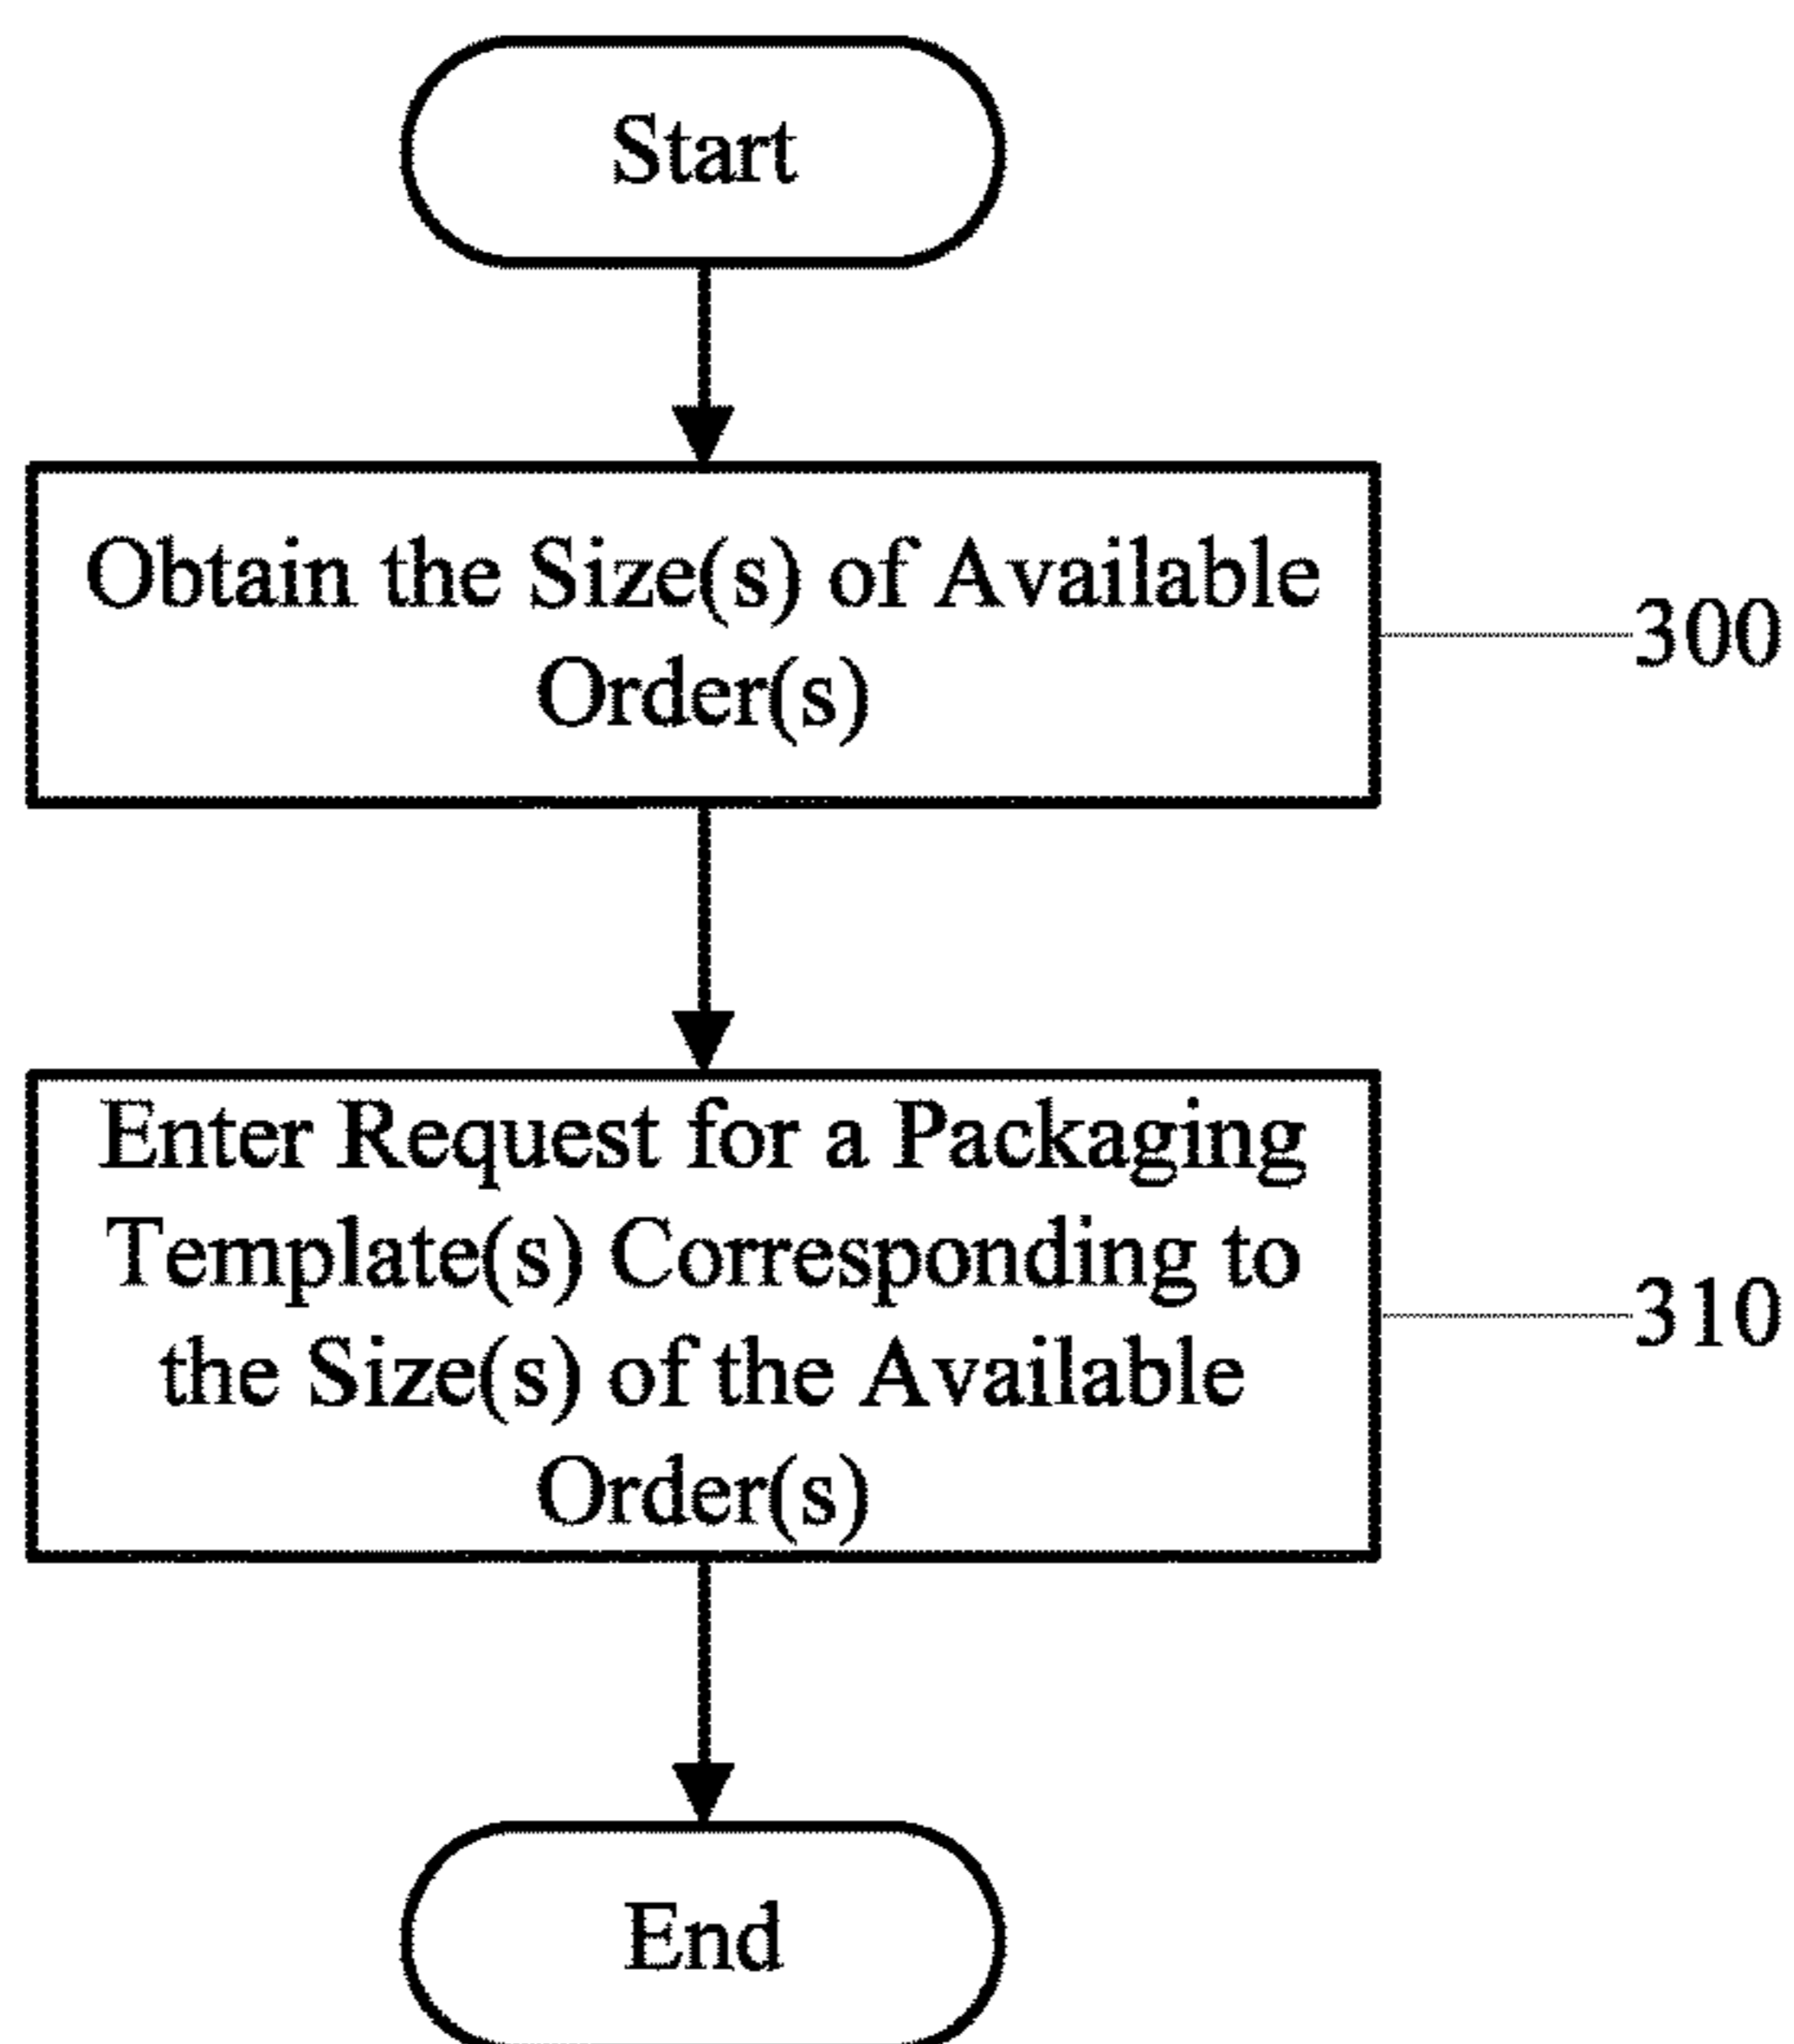 Start
Obtain the Size(s) of Available
Order(s)
300
Enter Request for a Packaging
Template(s) Corresponding to
the Size(s) of the Available
Order(s)
310
End